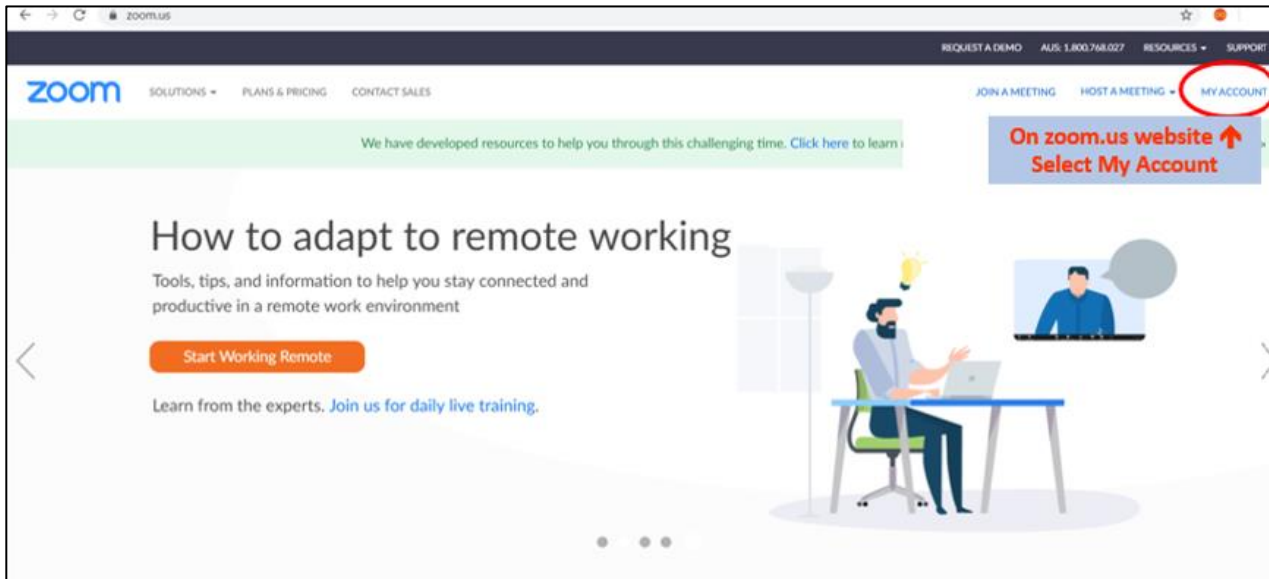 zoom.us
REQUEST A DEMO AUS: 1.800.768.027 RESOURCES SUPPORT
zoom SOLUTIONS PLANS & PRICING CONTACT SALES JOIN A MEETING HOST A MEETING MY ACCOUNT
We have developed resources to help you through this challenging time. Click here to learn
On zoom.us website ↑
Select My Account
How to adapt to remote working
Tools, tips, and information to help you stay connected and
productive in a remote work environment
Start Working Remote
Learn from the experts. Join us for daily live training.